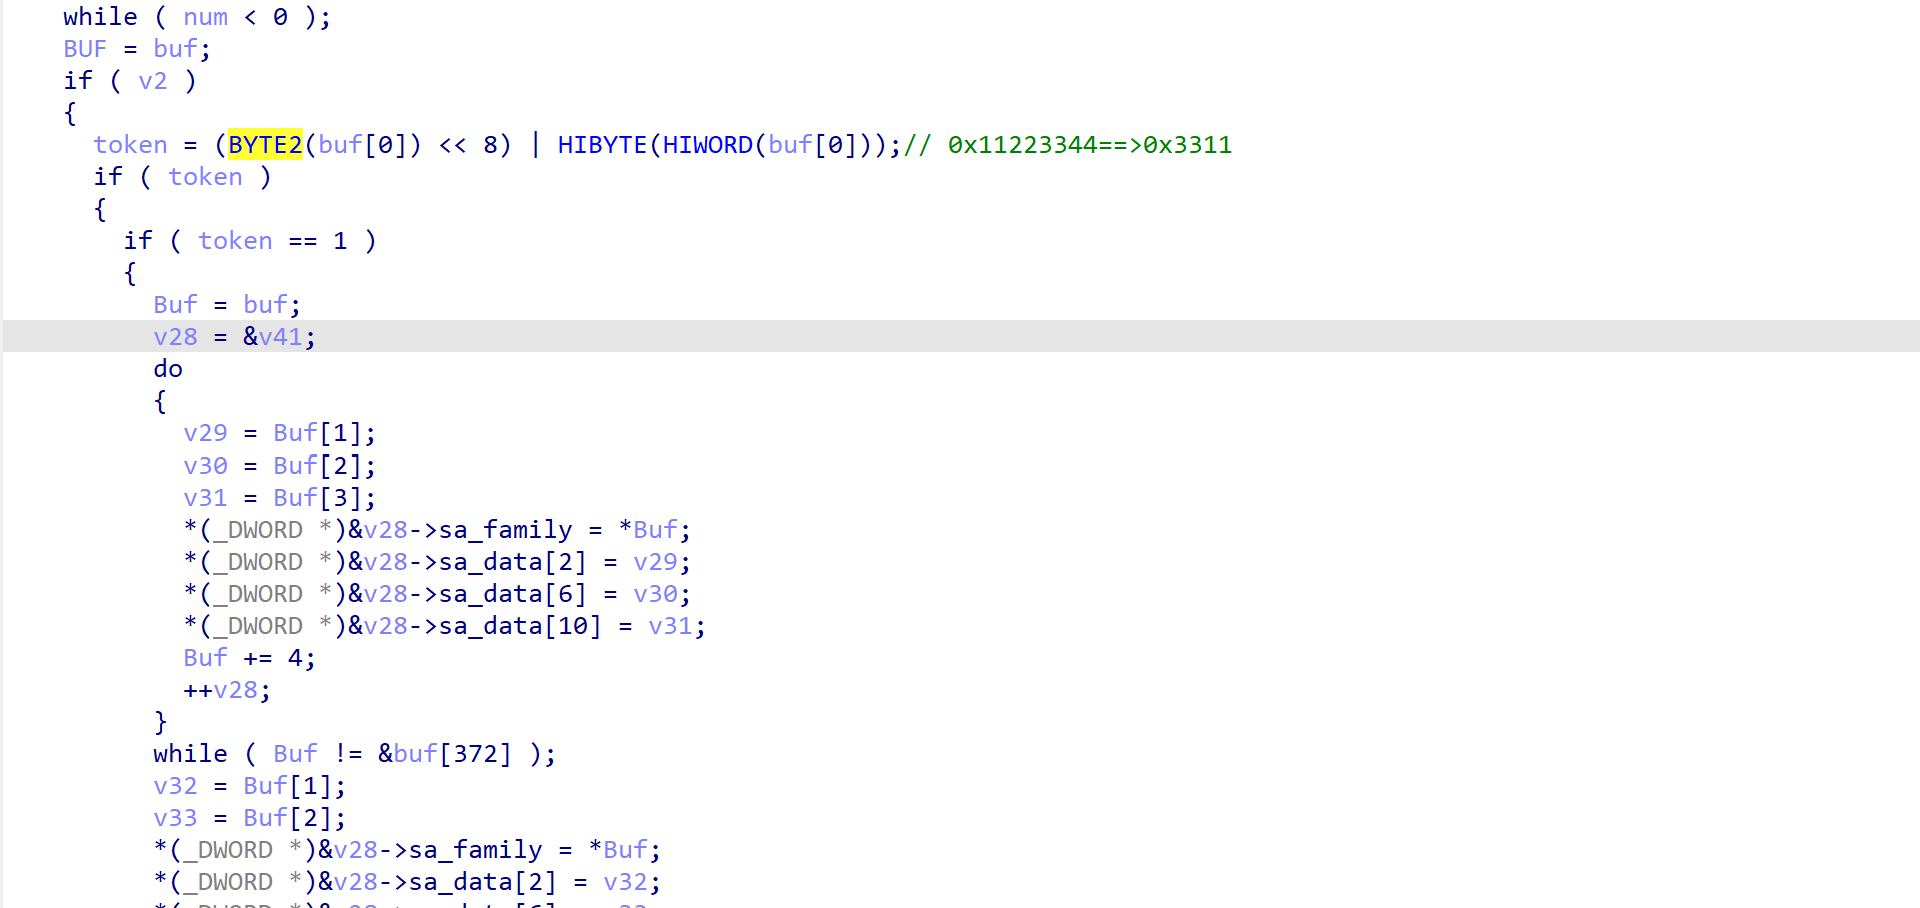 while ( num < 0 );
BUF = buf;
if ( v2 )
{
token = (BYTE2(buf[0]) << 8) | HIBYTE(HIWORD(buf[0]));// 0x11223344==>0x3311
if ( token )
{
if ( token == 1 )
{
Buf = buf;
v28 = &v41;
do
{
v29 = Buf[1];
v30 = Buf[2];
v31 = Buf[3];
*(_DWORD *)&v28->sa_family = *Buf;
*(_DWORD *)&v28->sa_data[2] = v29;
*(_DWORD *)&v28->sa_data[6] = v30;
*(_DWORD *)&v28->sa_data[10] = v31;
Buf += 4;
++v28;
}
while ( Buf != &buf[372] );
v32 = Buf[1];
v33 = Buf[2];
*(_DWORD *)&v28->sa_family = *Buf;
*(_DWORD *)&v28->sa_data[2] = v32;